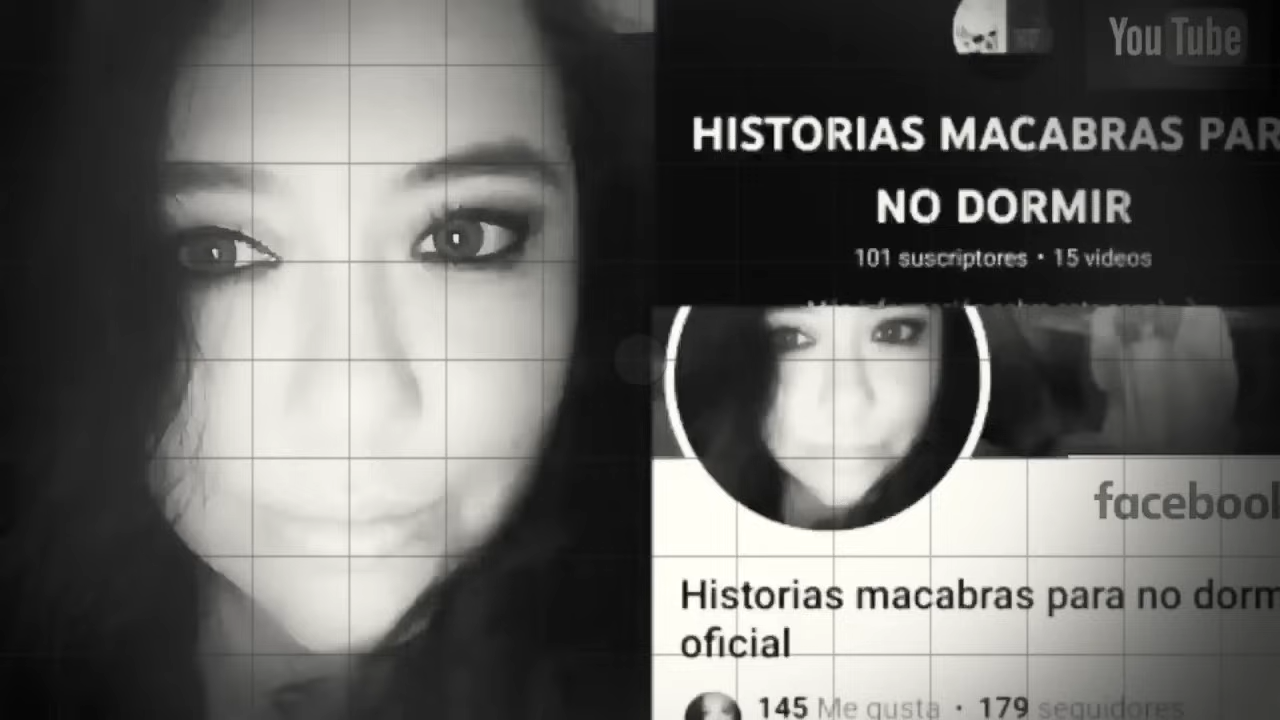 YouTube
HISTORIAS MACABRAS PAR
NO DORMIR
101 suscriptores • 15 videos
facebool
Historias macabras para no dorm
oficial
145 Me gusta • 179 seguidores